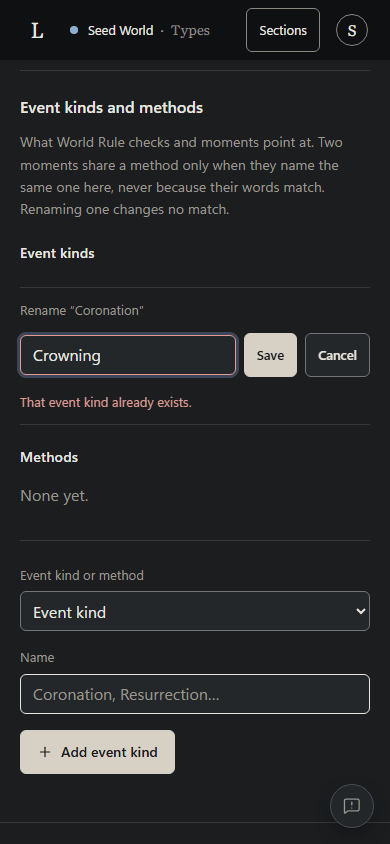 L
Seed World · Types
Sections
S
Event kinds and methods
What World Rule checks and moments point at. Two
moments share a method only when they name the
same one here, never because their words match.
Renaming one changes no match.
Event kinds
Rename “Coronation”
Crowning
Save
Cancel
That event kind already exists.
Methods
None yet.
Event kind or method
Event kind
Name
Coronation, Resurrection…
+ Add event kind